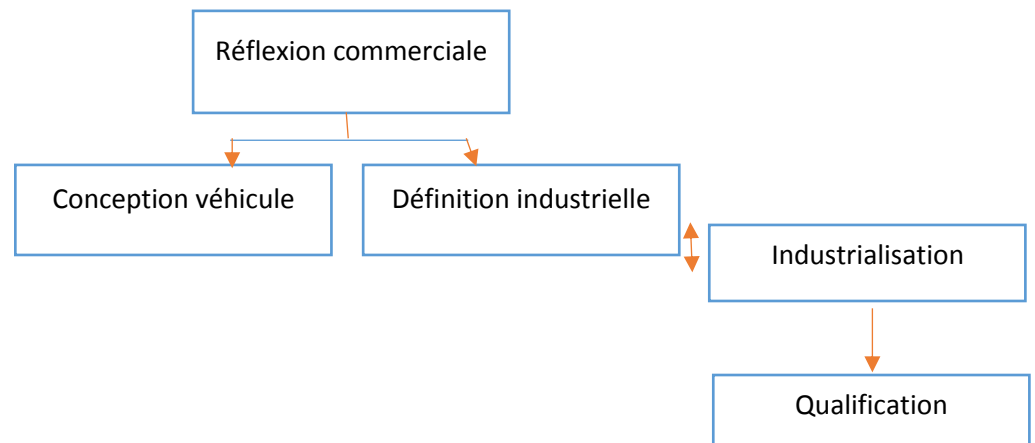 Réflexion commerciale
Conception véhicule
Définition industrielle
Industrialisation
Qualification